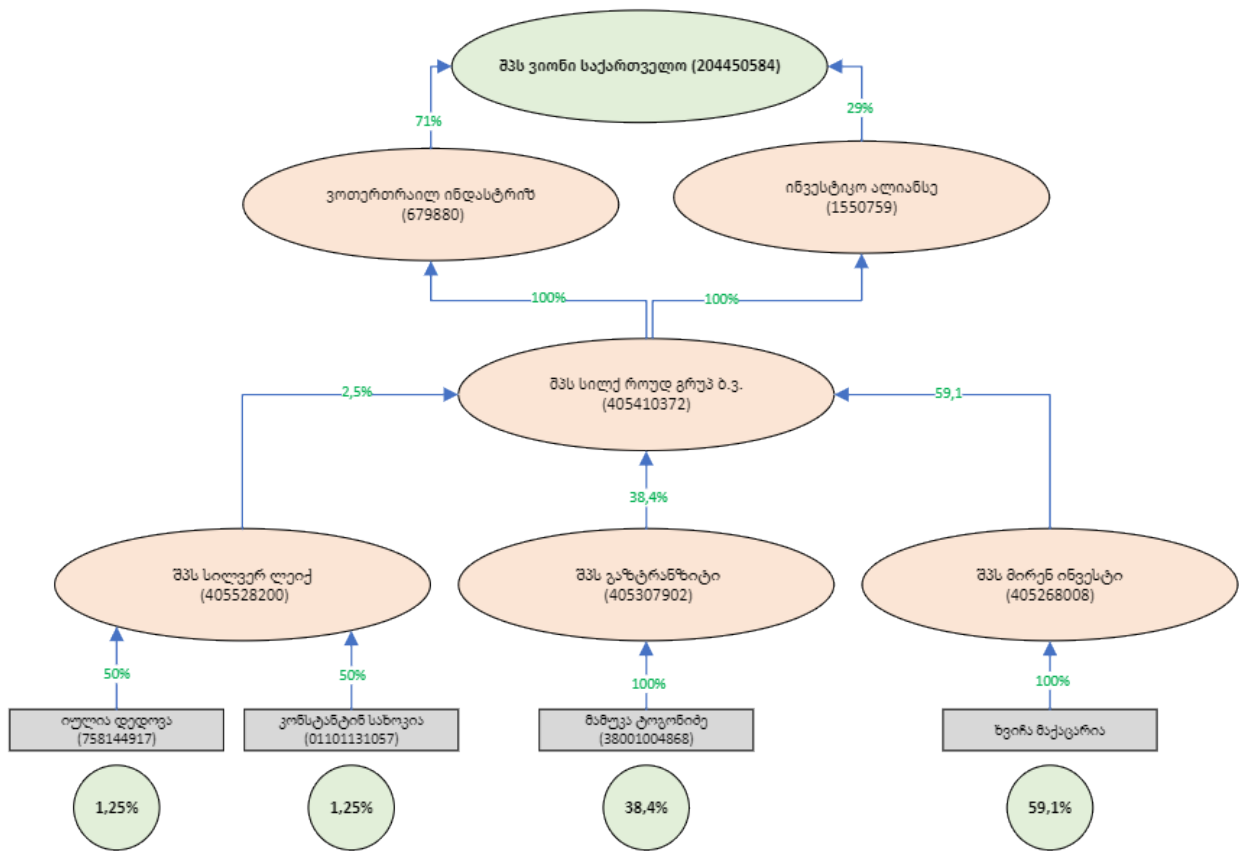 შპს ვიონი საქართველო (204450584)
71%
29%
ვოთერთრაილ ინდასტრიზ
(679880)
ინვესტიკო ალიანსე
(1550759)
100%
100%
შპს სილქ როუდ გრუპ ბ.ვ.
(405410372)
2,5%
59,1
38,4%
შპს სილვერ ლეიქ
(405528200)
შპს გაზტრანზიტი
(405307902)
შპს მირენ ინვესტი
(405268008)
50%
50%
100%
100%
იულია დედოვა
(758144917)
კონსტანტინ სახოკია
(01101131057)
მამუკა ტოგონიძე
(38001004868)
ხვიჩა მაქაცარია
1,25%
1,25%
38,4%
59,1%